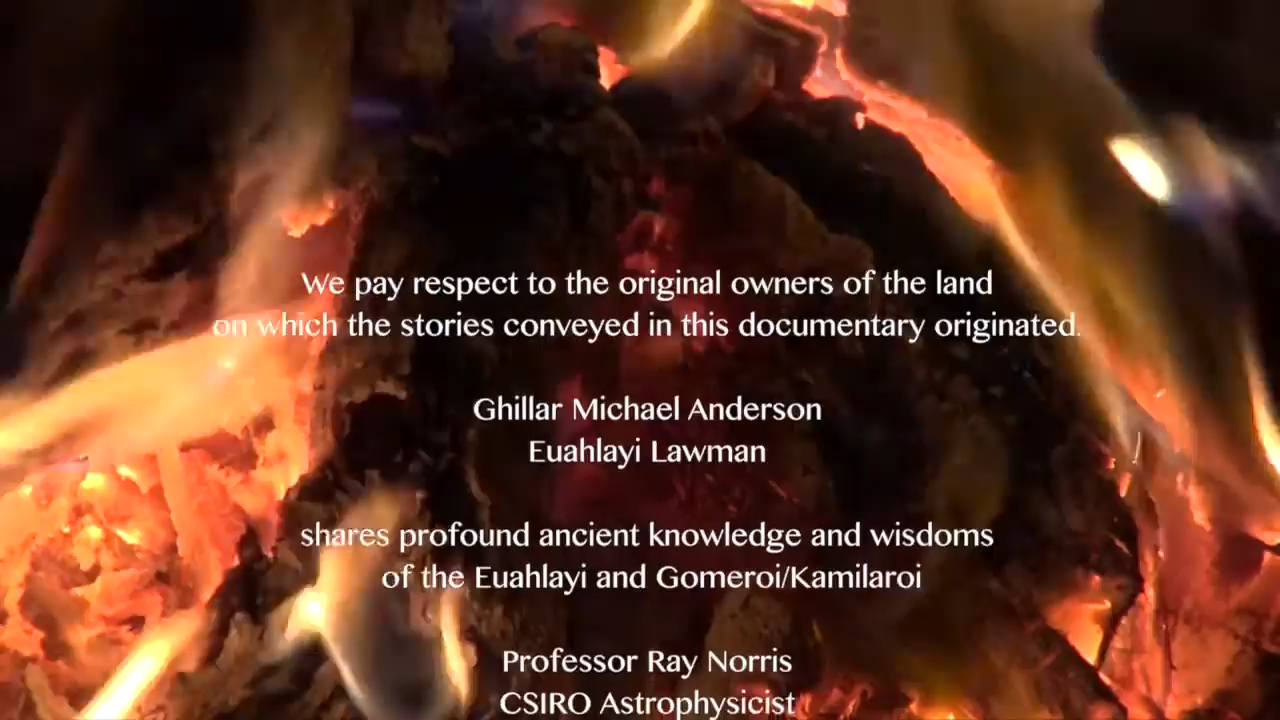 We pay respect to the original owners of the land
on which the stories conveyed in this documentary originated.
Ghillar Michael Anderson
Euahlayi Lawman
shares profound ancient knowledge and wisdoms
of the Euahlayi and Gomeroi/Kamilaroi
Professor Ray Norris
CSIRO Astrophysicist